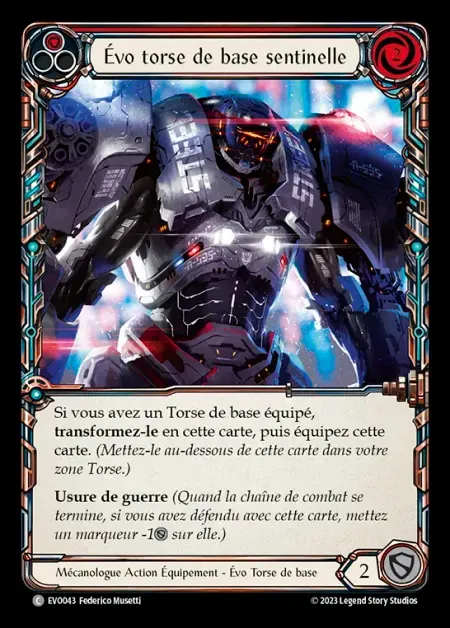 Évo torse de base sentinelle
2
A-595
A-595
Si vous avez un Torse de base équipé,
transformez-le en cette carte, puis équipez cette
carte. (Mettez-le au-dessous de cette carte dans votre
zone Torse.)
Usure de guerre (Quand la chaîne de combat se
termine, si vous avez défendu avec cette carte, mettez
un marqueur -1 sur elle.)
Mécanologue Action Équipement - Évo Torse de base
2
C EVO043 Federico Musetti
© 2023 Legend Story Studios